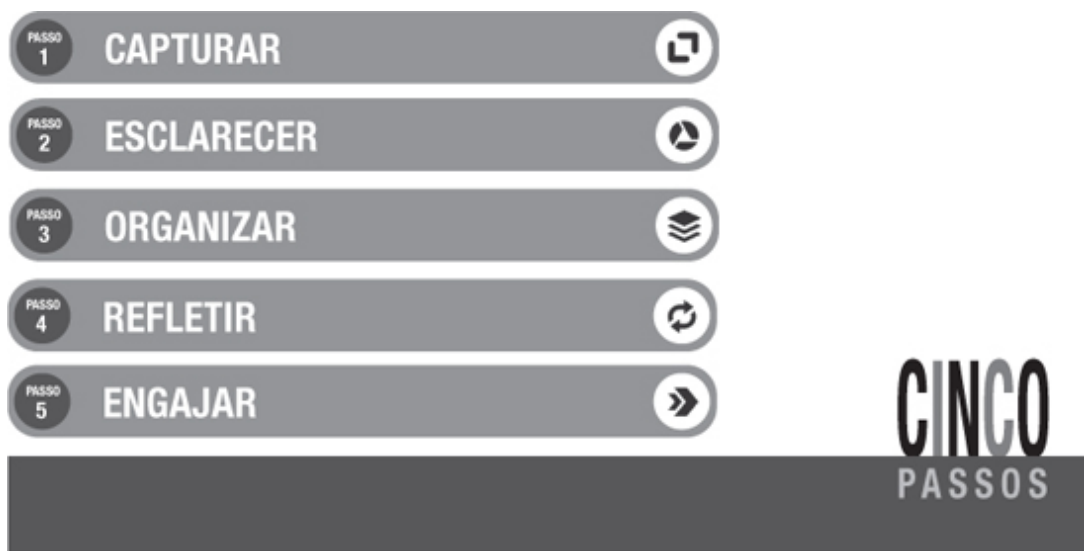 PASSO
1
CAPTURAR
PASSO
2
ESCLARECER
PASSO
3
ORGANIZAR
PASSO
4
REFLETIR
PASSO
5
ENGAJAR
CINCO
PASSOS